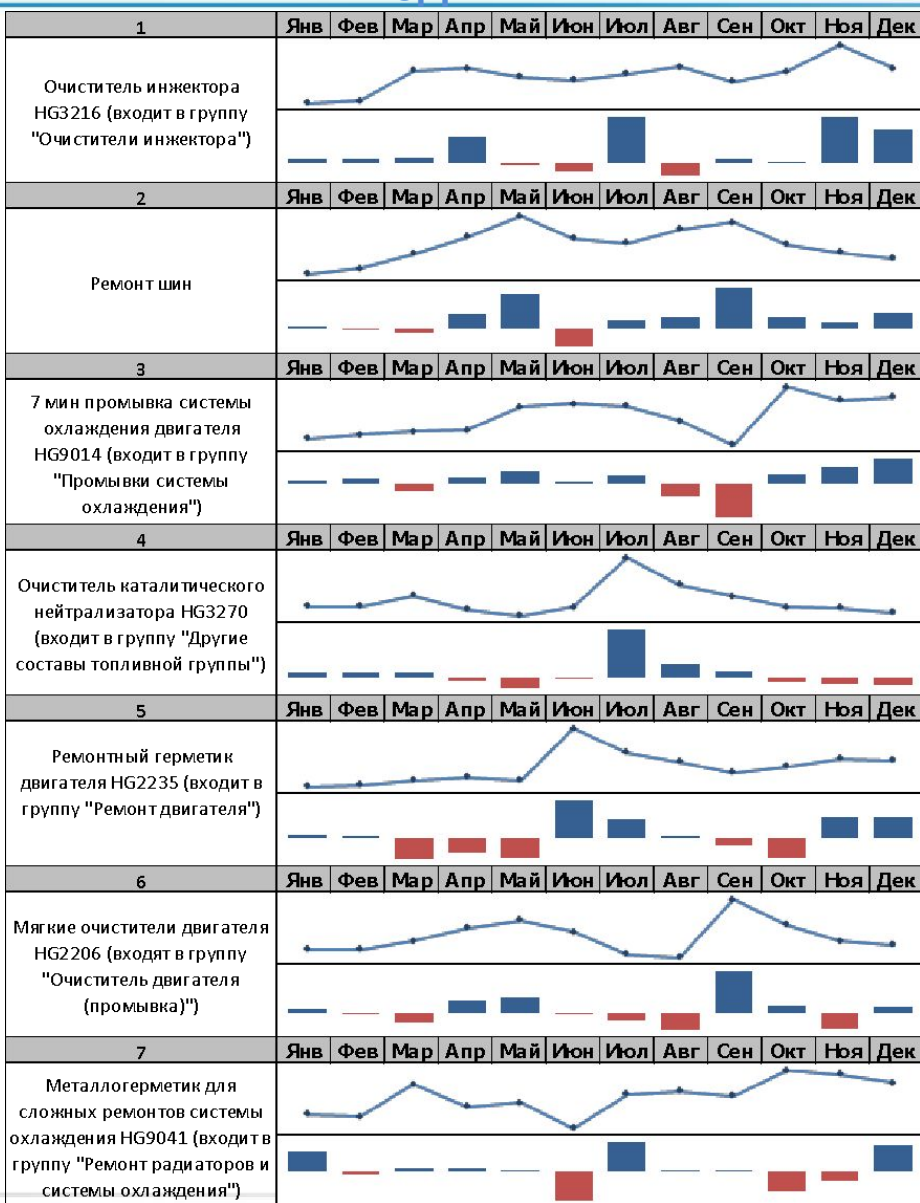 1 Янв Фев Мар Апр Май Июн Июл Авг Сен Окт Ноя Дек
Очиститель инжектора
HG3216 (входит в группу
"Очистители инжектора")
2 Янв Фев Мар Апр Май Июн Июл Авг Сен Окт Ноя Дек
Ремонт шин
3 Янв Фев Мар Апр Май Июн Июл Авг Сен Окт Ноя Дек
7 мин промывка системы
охлаждения двигателя
HG9014 (входит в группу
"Промывки системы
охлаждения")
4 Янв Фев Мар Апр Май Июн Июл Авг Сен Окт Ноя Дек
Очиститель каталитического
нейтрализатора HG3270
(входит в группу "Другие
составы топливной группы")
5 Янв Фев Мар Апр Май Июн Июл Авг Сен Окт Ноя Дек
Ремонтный герметик
двигателя HG2235 (входит в
группу "Ремонт двигателя")
6 Янв Фев Мар Апр Май Июн Июл Авг Сен Окт Ноя Дек
Мягкие очистители двигателя
HG2206 (входят в группу
"Очиститель двигателя
(промывка)")
7 Янв Фев Мар Апр Май Июн Июл Авг Сен Окт Ноя Дек
Металлогерметик для
сложных ремонтов системы
охлаждения HG9041 (входит в
группу "Ремонт радиаторов и
системы охлаждения")